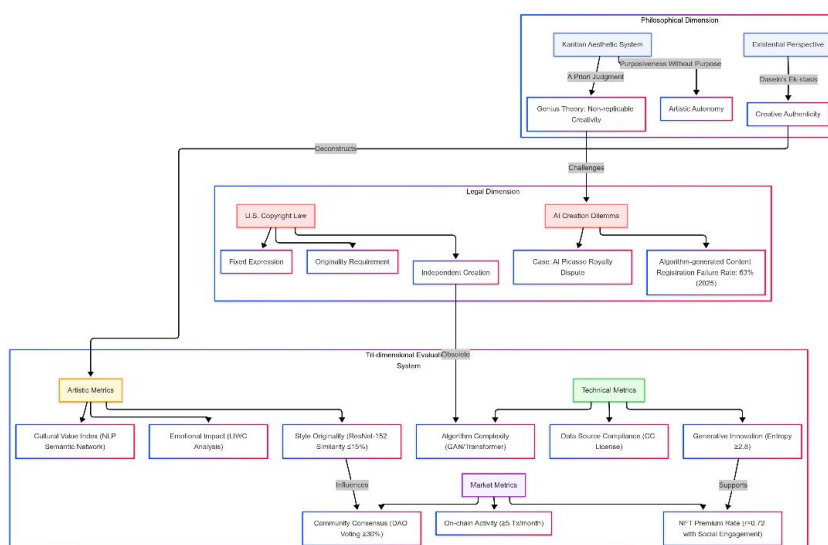 Philosophical Dimension
Kantian Aesthetic System
Existential Perspective
Purposiveness Without Purpose
A Priori Judgment
Dasein's Ek-stasis
Genius Theory: Non-replicable
Creativity
Artistic Autonomy
Creative Authenticity
Deconstructs
Challenges
Legal Dimension
U.S. Copyright Law
AI Creation Dilemma
Fixed Expression
Originality Requirement
Independent Creation
Case: AI Picasso Royalty
Dispute
Algorithm-generated Content
Registration Failure Rate: 63%
(2025)
Tri-dimensional Evaluati
System
Obsolete
Artistic Metrics
Technical Metrics
Cultural Value Index (NLP
Semantic Network)
Emotional Impact (LIWC
Analysis)
Style Originality (ResNet-152
Similarity ≤15%)
Algorithm Complexity
(GAN/Transformer)
Data Source Compliance (CC
License)
Generative Innovation (Entropy
≥2.8)
Influences
Market Metrics
Supports
Community Consensus (DAO
Voting ≥30%)
On-chain Activity (≥5 Tx/month)
NFT Premium Rate (r=0.72
with Social Engagement)